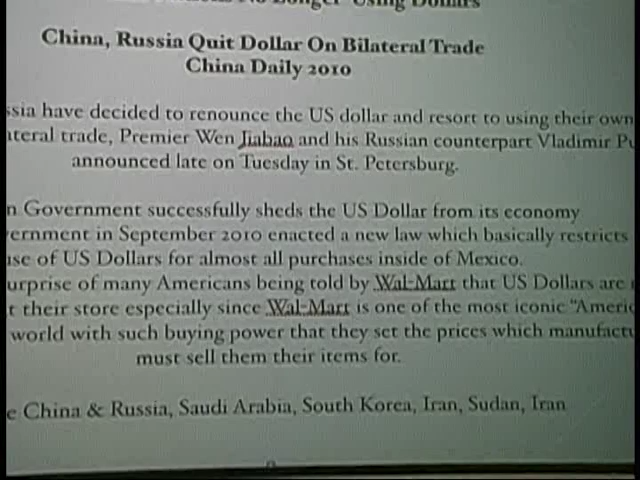 No Longer Using Dollars
China, Russia Quit Dollar On Bilateral Trade
China Daily 2010
ssia have decided to renounce the US dollar and resort to using their own
ateral trade, Premier Wen Jiabao and his Russian counterpart Vladimir Pu
announced late on Tuesday in St. Petersburg.
n Government successfully sheds the US Dollar from its economy
ernment in September 2010 enacted a new law which basically restricts
use of US Dollars for almost all purchases inside of Mexico.
urprise of many Americans being told by Wal-Mart that US Dollars are
t their store especially since Wal-Mart is one of the most iconic "Americ
world with such buying power that they set the prices which manufactu
must sell them their items for.
e China & Russia, Saudi Arabia, South Korea, Iran, Sudan, Iran